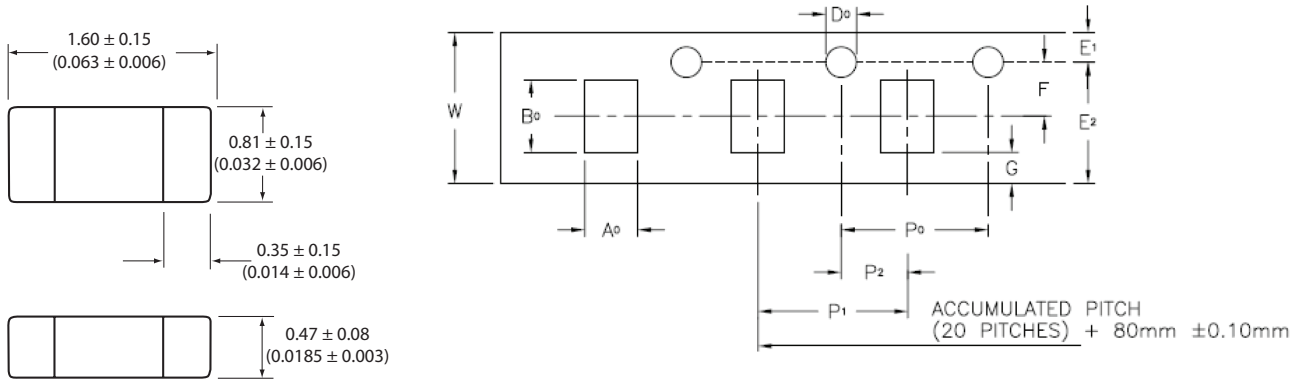 1.60 ± 0.15
(0.063 ± 0.006)
0.81 ± 0.15
(0.032 ± 0.006)
0.35 ± 0.15
(0.014 ± 0.006)
0.47 ± 0.08
(0.0185 ± 0.003)
D0
E1
F
W
B0
E2
G
A0
P0
P2
P1
ACCUMULATED PITCH
(20 PITCHES) + 80mm ±0.10mm